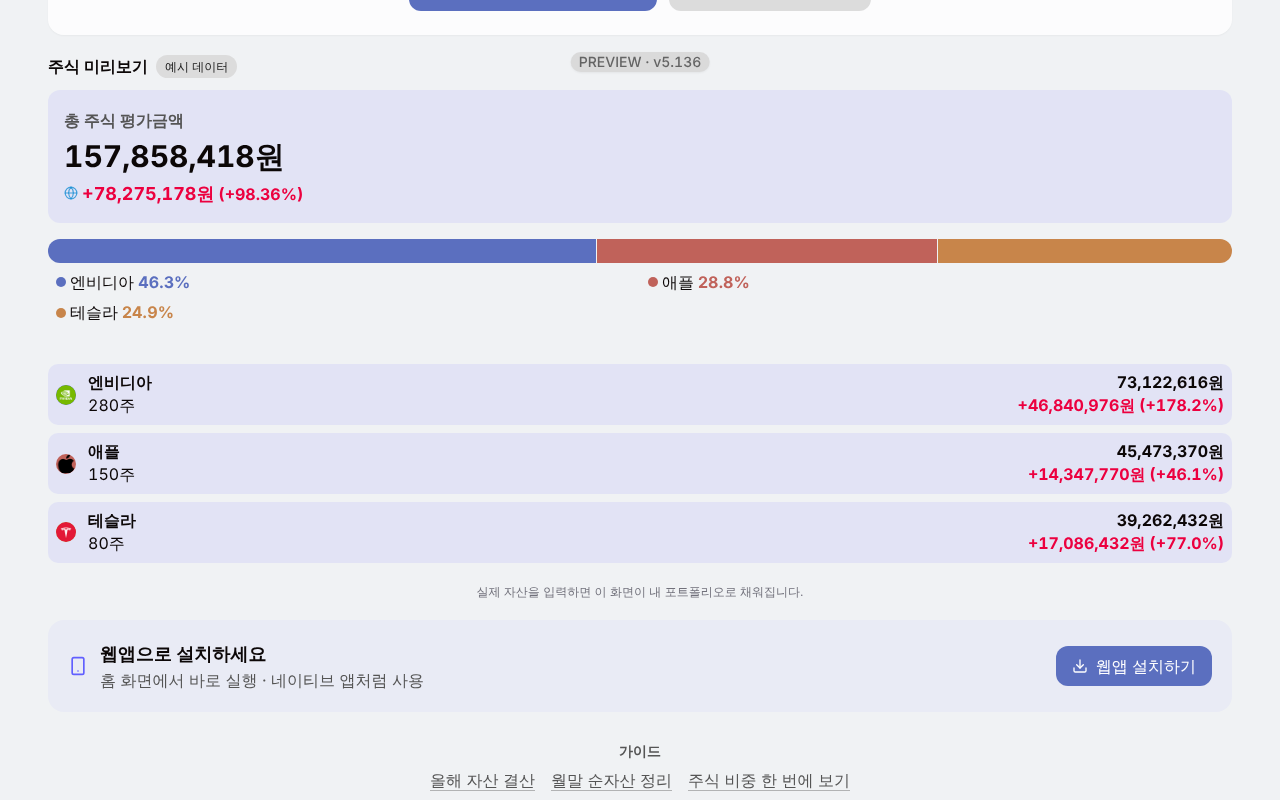 주식 미리보기 예시 데이터
PREVIEW · v5.136
총 주식 평가금액
157,858,418원
+78,275,178원 (+98.36%)
엔비디아 46.3%
애플 28.8%
테슬라 24.9%
엔비디아
280주
73,122,616원
+46,840,976원 (+178.2%)
애플
150주
45,473,370원
+14,347,770원 (+46.1%)
테슬라
80주
39,262,432원
+17,086,432원 (+77.0%)
실제 자산을 입력하면 이 화면이 내 포트폴리오로 채워집니다.
웹앱으로 설치하세요
홈 화면에서 바로 실행 · 네이티브 앱처럼 사용
웹앱 설치하기
가이드
올해 자산 결산 월말 순자산 정리 주식 비중 한 번에 보기